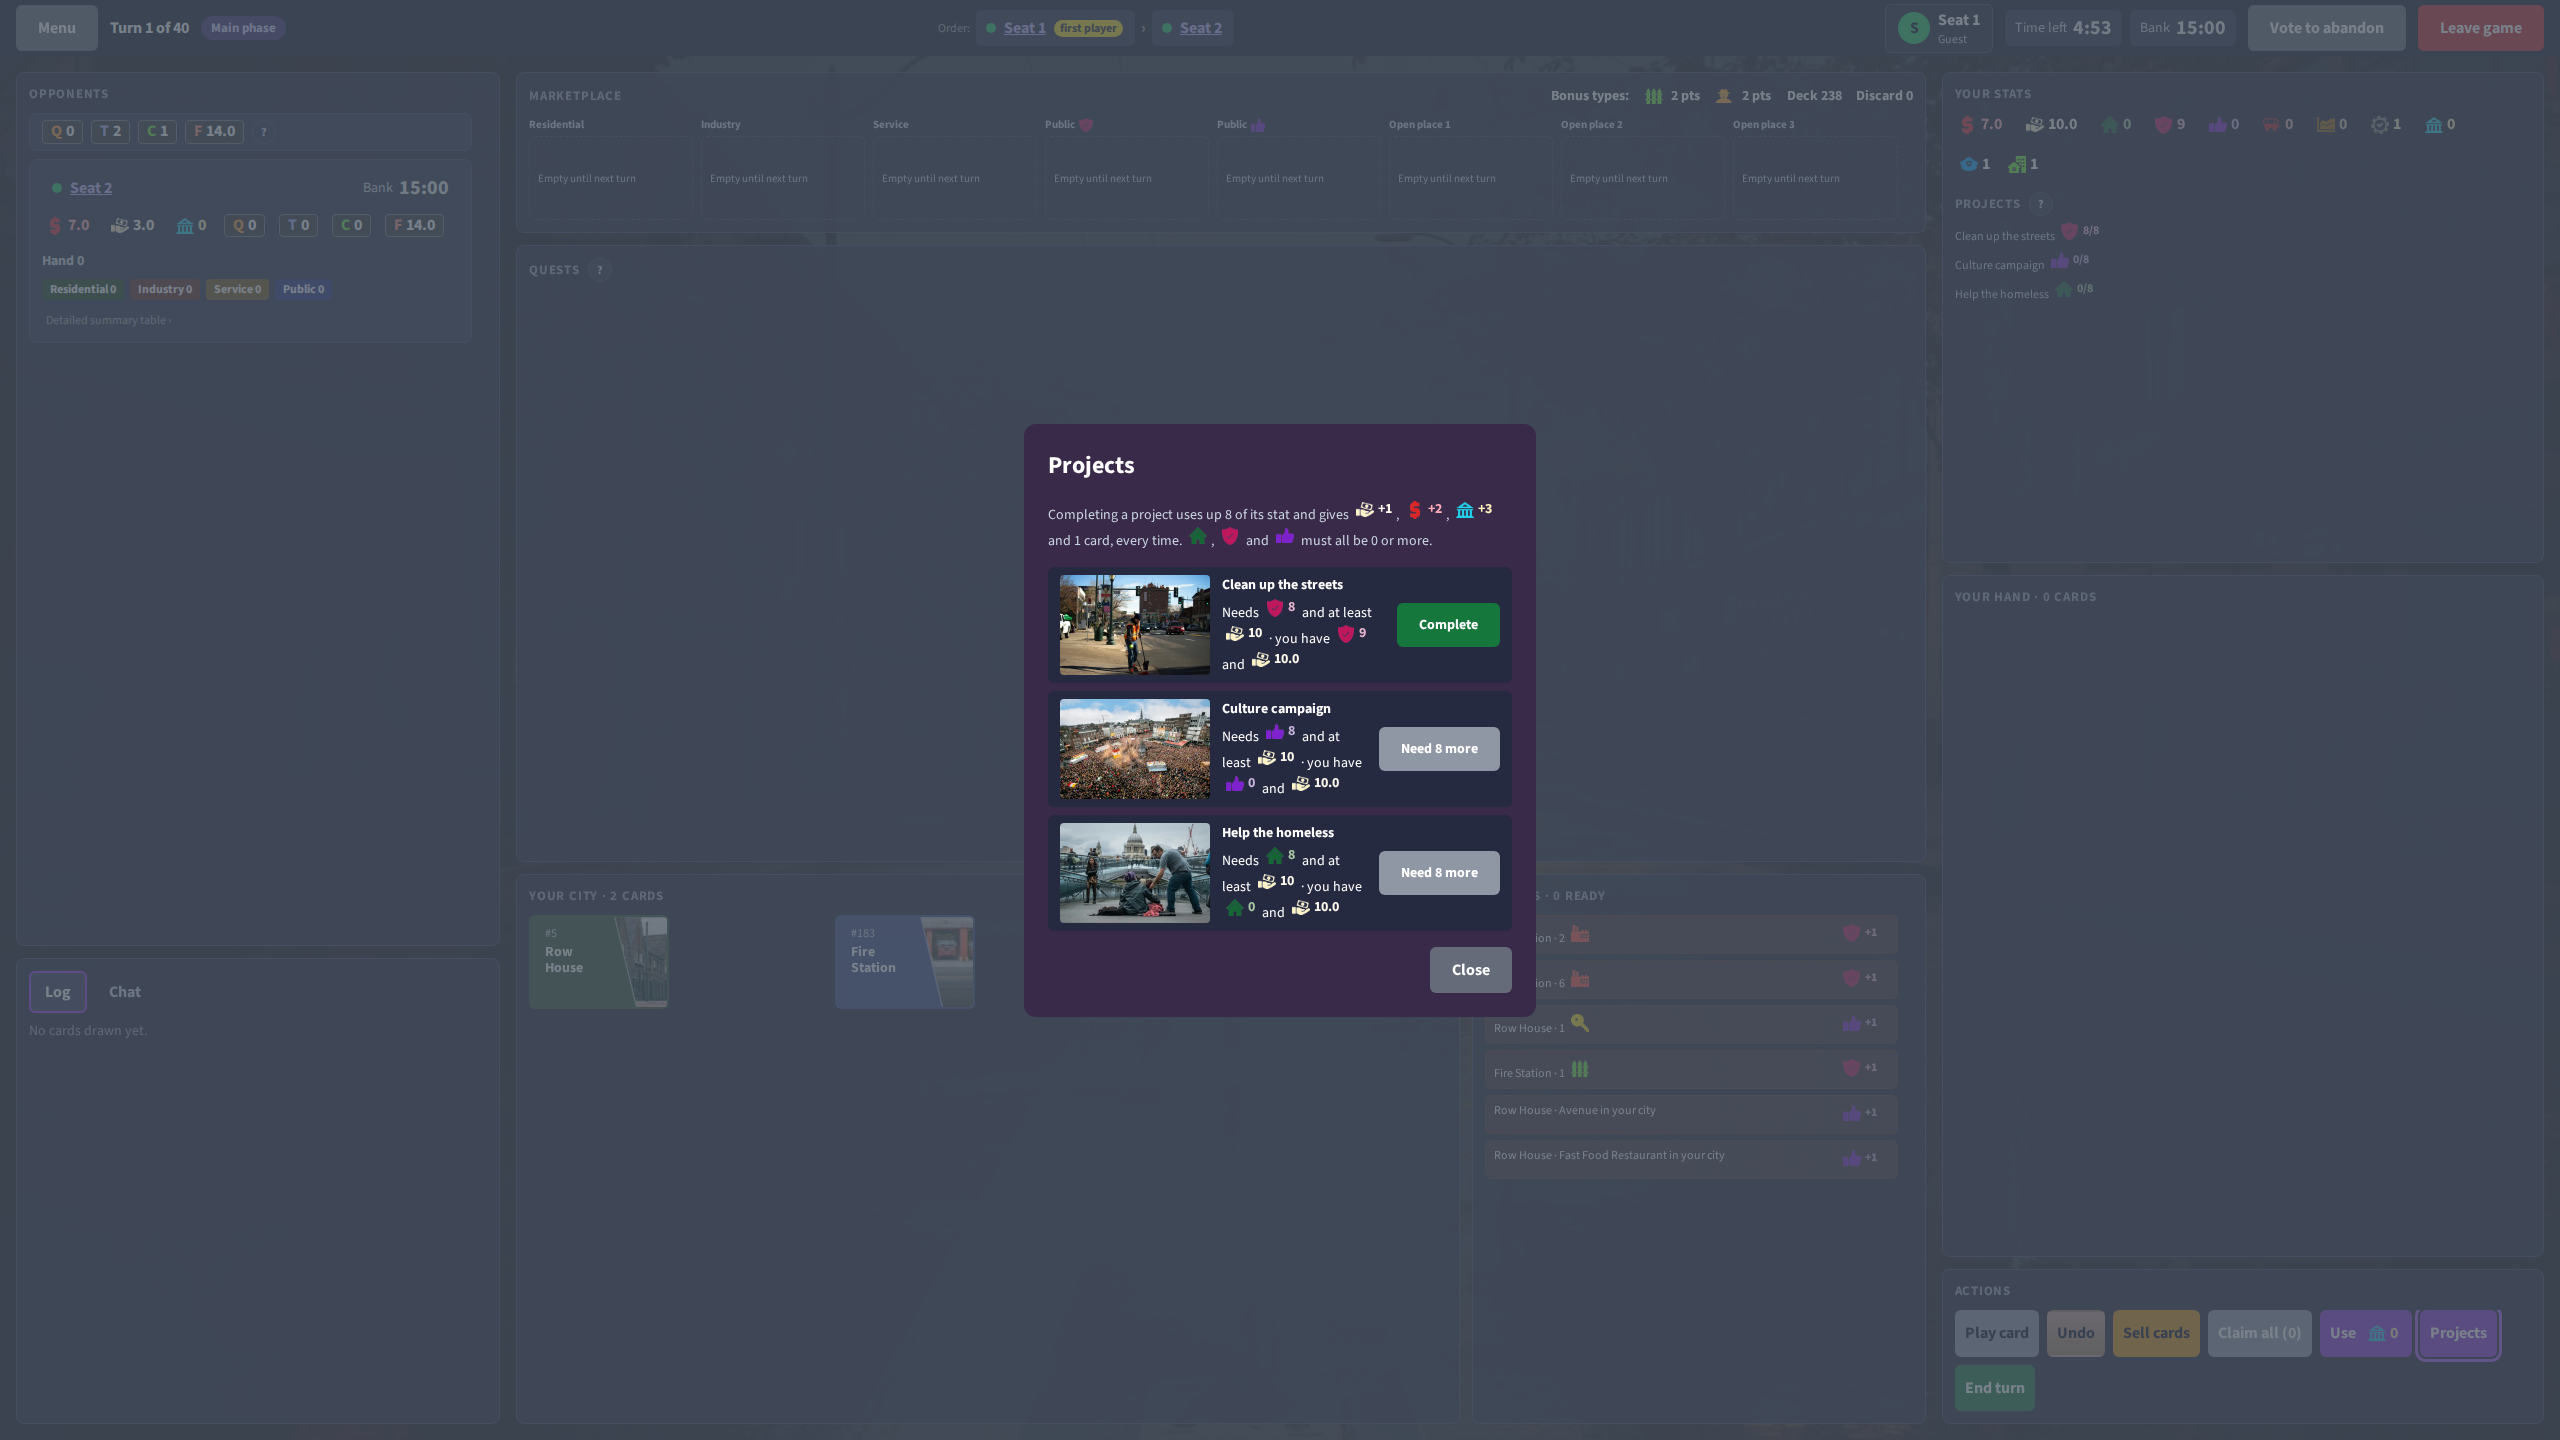 Menu
Turn 1 of 40
Main phase
Order:
Seat 1
first player
›
Seat 2
S
Seat 1
Guest
Time left 4:53
Bank 15:00
Vote to abandon
Leave game
OPPONENTS
Q 0
T 2
C 1
F 14.0
?
Seat 2
Bank 15:00
7.0
3.0
0
Q 0
T 0
C 0
F 14.0
Hand 0
Residential 0
Industry 0
Service 0
Public 0
Detailed summary table ›
MARKETPLACE
Bonus types: 2 pts 2 pts Deck 238 Discard 0
Residential
Industry
Service
Public
Public
Open place 1
Open place 2
Open place 3
Empty until next turn
Empty until next turn
Empty until next turn
Empty until next turn
Empty until next turn
Empty until next turn
Empty until next turn
Empty until next turn
QUESTS ?
YOUR STATS
7.0 10.0 0 9 0 0 0 1 0
1 1
PROJECTS ?
Clean up the streets 8/8
Culture campaign 0/8
Help the homeless 0/8
Projects
Completing a project uses up 8 of its stat and gives +1 , +2 , +3
and 1 card, every time. , and must all be 0 or more.
Clean up the streets
Needs 8 and at least
10 · you have 9
and 10.0
Complete
Culture campaign
Needs 8 and at
least 10 · you have
0 and 10.0
Need 8 more
Help the homeless
Needs 8 and at
least 10 · you have
0 and 10.0
Need 8 more
Close
YOUR HAND · 0 CARDS
YOUR CITY · 2 CARDS
#5
Row
House
#183
Fire
Station
· 0 READY
ion · 2 +1
ion · 6 +1
Row House · 1 +1
Fire Station · 1 +1
Row House · Avenue in your city +1
Row House · Fast Food Restaurant in your city +1
Log
Chat
No cards drawn yet.
ACTIONS
Play card
Undo
Sell cards
Claim all (0)
Use 0
Projects
End turn